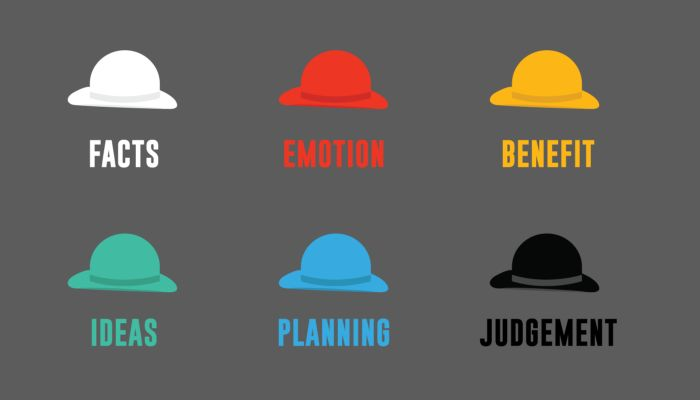 FACTS
EMOTION
BENEFIT
IDEAS
PLANNING
JUDGEMENT